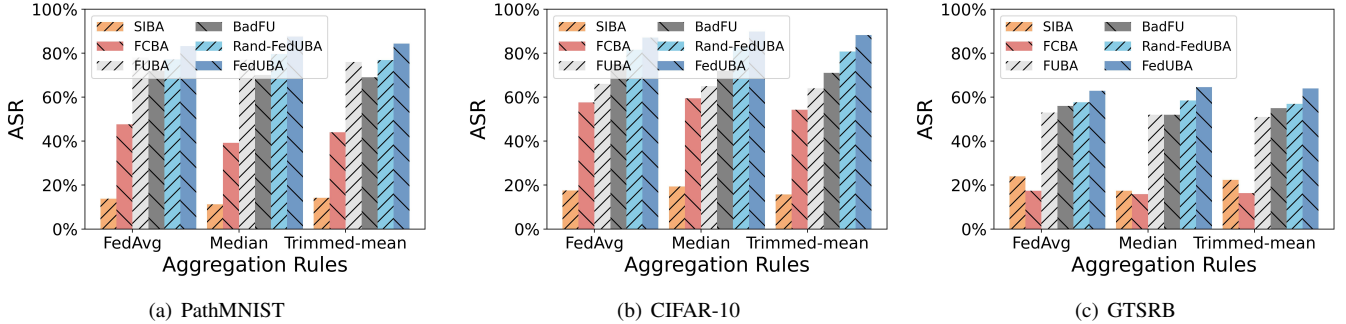 100%
80%
60%
40%
20%
0%
ASR
SIBA
FCBA
FUBA
BadFU
Rand-FedUBA
FedUBA
FedAvg
Median
Trimmed-mean
Aggregation Rules
(a) PathMNIST
100%
80%
60%
40%
20%
0%
ASR
SIBA
FCBA
FUBA
BadFU
Rand-FedUBA
FedUBA
FedAvg
Median
Trimmed-mean
Aggregation Rules
(b) CIFAR-10
100%
80%
60%
40%
20%
0%
ASR
SIBA
FCBA
FUBA
BadFU
Rand-FedUBA
FedUBA
FedAvg
Median
Trimmed-mean
Aggregation Rules
(c) GTSRB